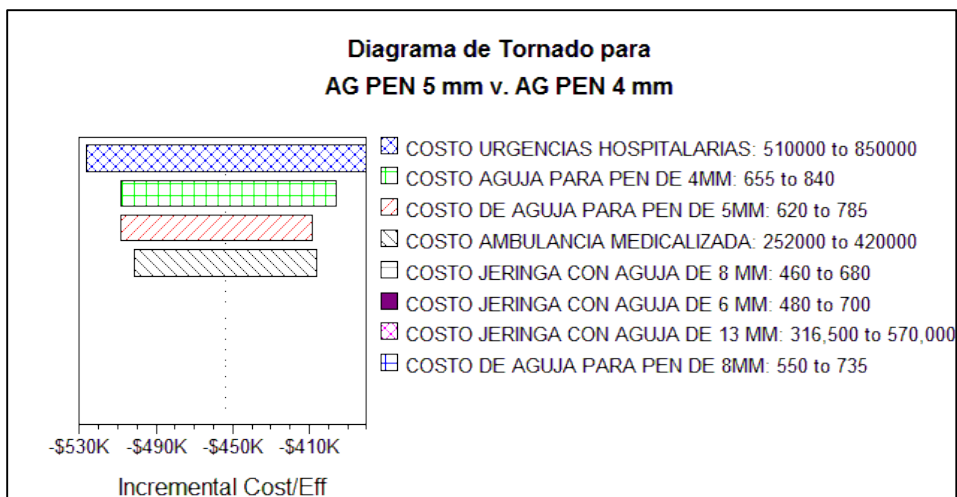 Diagrama de Tornado para
AG PEN 5 mm v. AG PEN 4 mm
COSTO URGENCIAS HOSPITALARIAS: 510000 to 850000
COSTO AGUJA PARA PEN DE 4MM: 655 to 840
COSTO DE AGUJA PARA PEN DE 5MM: 620 to 785
COSTO AMBULANCIA MEDICALIZADA: 252000 to 420000
COSTO JERINGA CON AGUJA DE 8 MM: 460 to 680
COSTO JERINGA CON AGUJA DE 6 MM: 480 to 700
COSTO JERINGA CON AGUJA DE 13 MM: 316,500 to 570,000
COSTO DE AGUJA PARA PEN DE 8MM: 550 to 735
-$530K -$490K -$450K -$410K
Incremental Cost/Eff